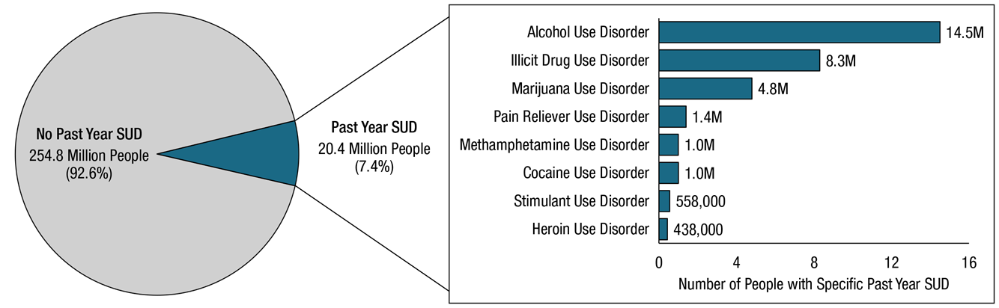 No Past Year SUD
254.8 Million People
(92.6%)
Past Year SUD
20.4 Million People
(7.4%)
Alcohol Use Disorder 14.5M
Illicit Drug Use Disorder 8.3M
Marijuana Use Disorder 4.8M
Pain Reliever Use Disorder 1.4M
Methamphetamine Use Disorder 1.0M
Cocaine Use Disorder 1.0M
Stimulant Use Disorder 558,000
Heroin Use Disorder 438,000
0 4 8 12 16
Number of People with Specific Past Year SUD